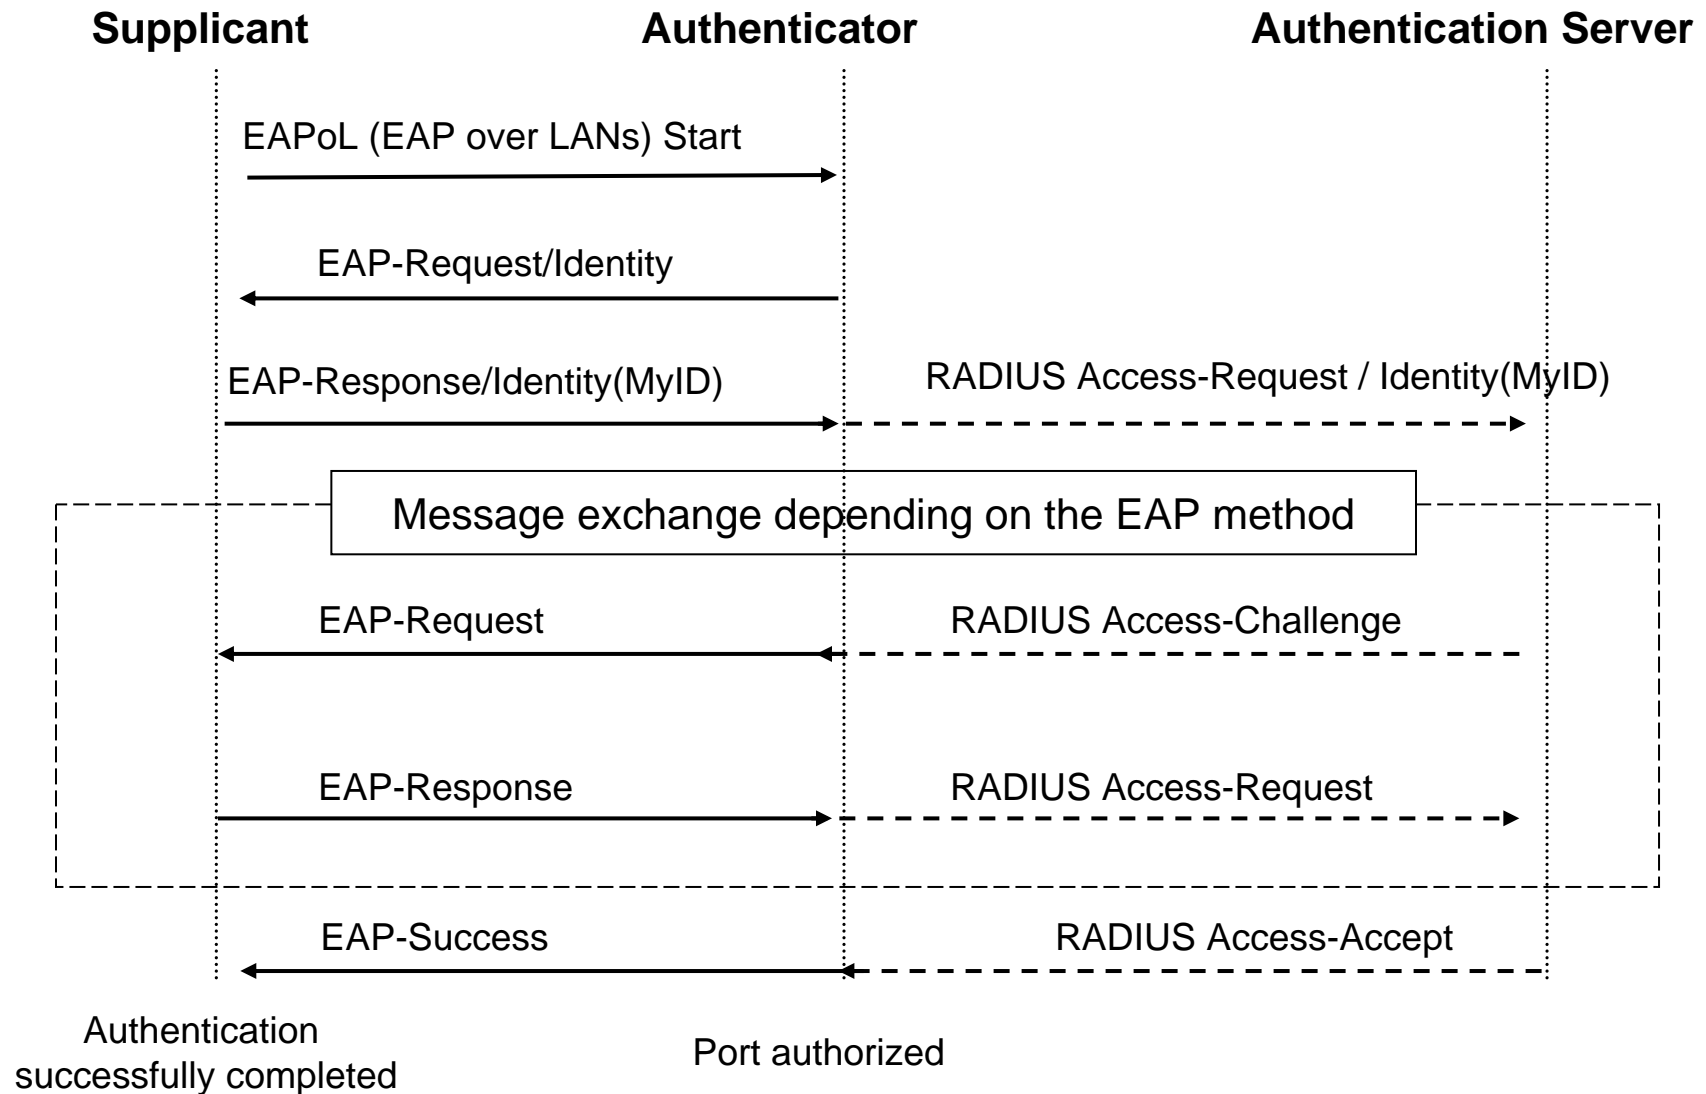 Supplicant
Authenticator
Authentication Server
EAPoL (EAP over LANs) Start
EAP-Request/Identity
EAP-Response/Identity(MyID)
RADIUS Access-Request / Identity(MyID)
Message exchange depending on the EAP method
EAP-Request
RADIUS Access-Challenge
EAP-Response
RADIUS Access-Request
EAP-Success
RADIUS Access-Accept
Authentication
successfully completed
Port authorized